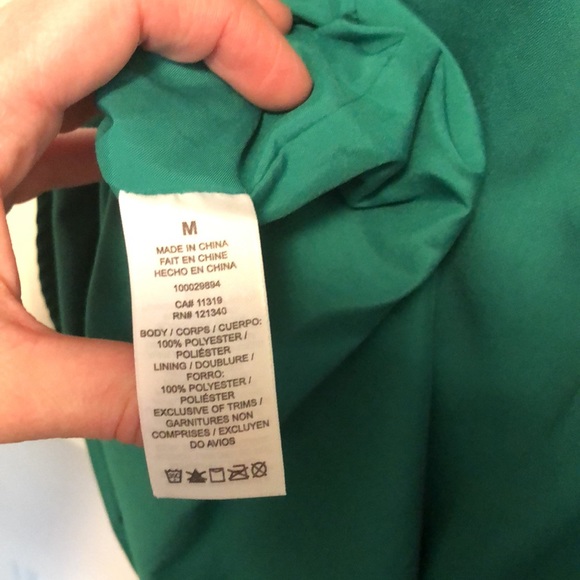 M
MADE IN CHINA
FAIT EN CHINE
HECHO EN CHINA
100029894
CA# 11319
RN# 121340
BODY / CORPS / CUERPO:
100% POLYESTER /
POLIÉSTER
LINING / DOUBLURE /
FORRO:
100% POLYESTER /
POLIÉSTER
EXCLUSIVE OF TRIMS /
GARNITURES NON
COMPRISES / EXCLUYEN
DO AVIOS